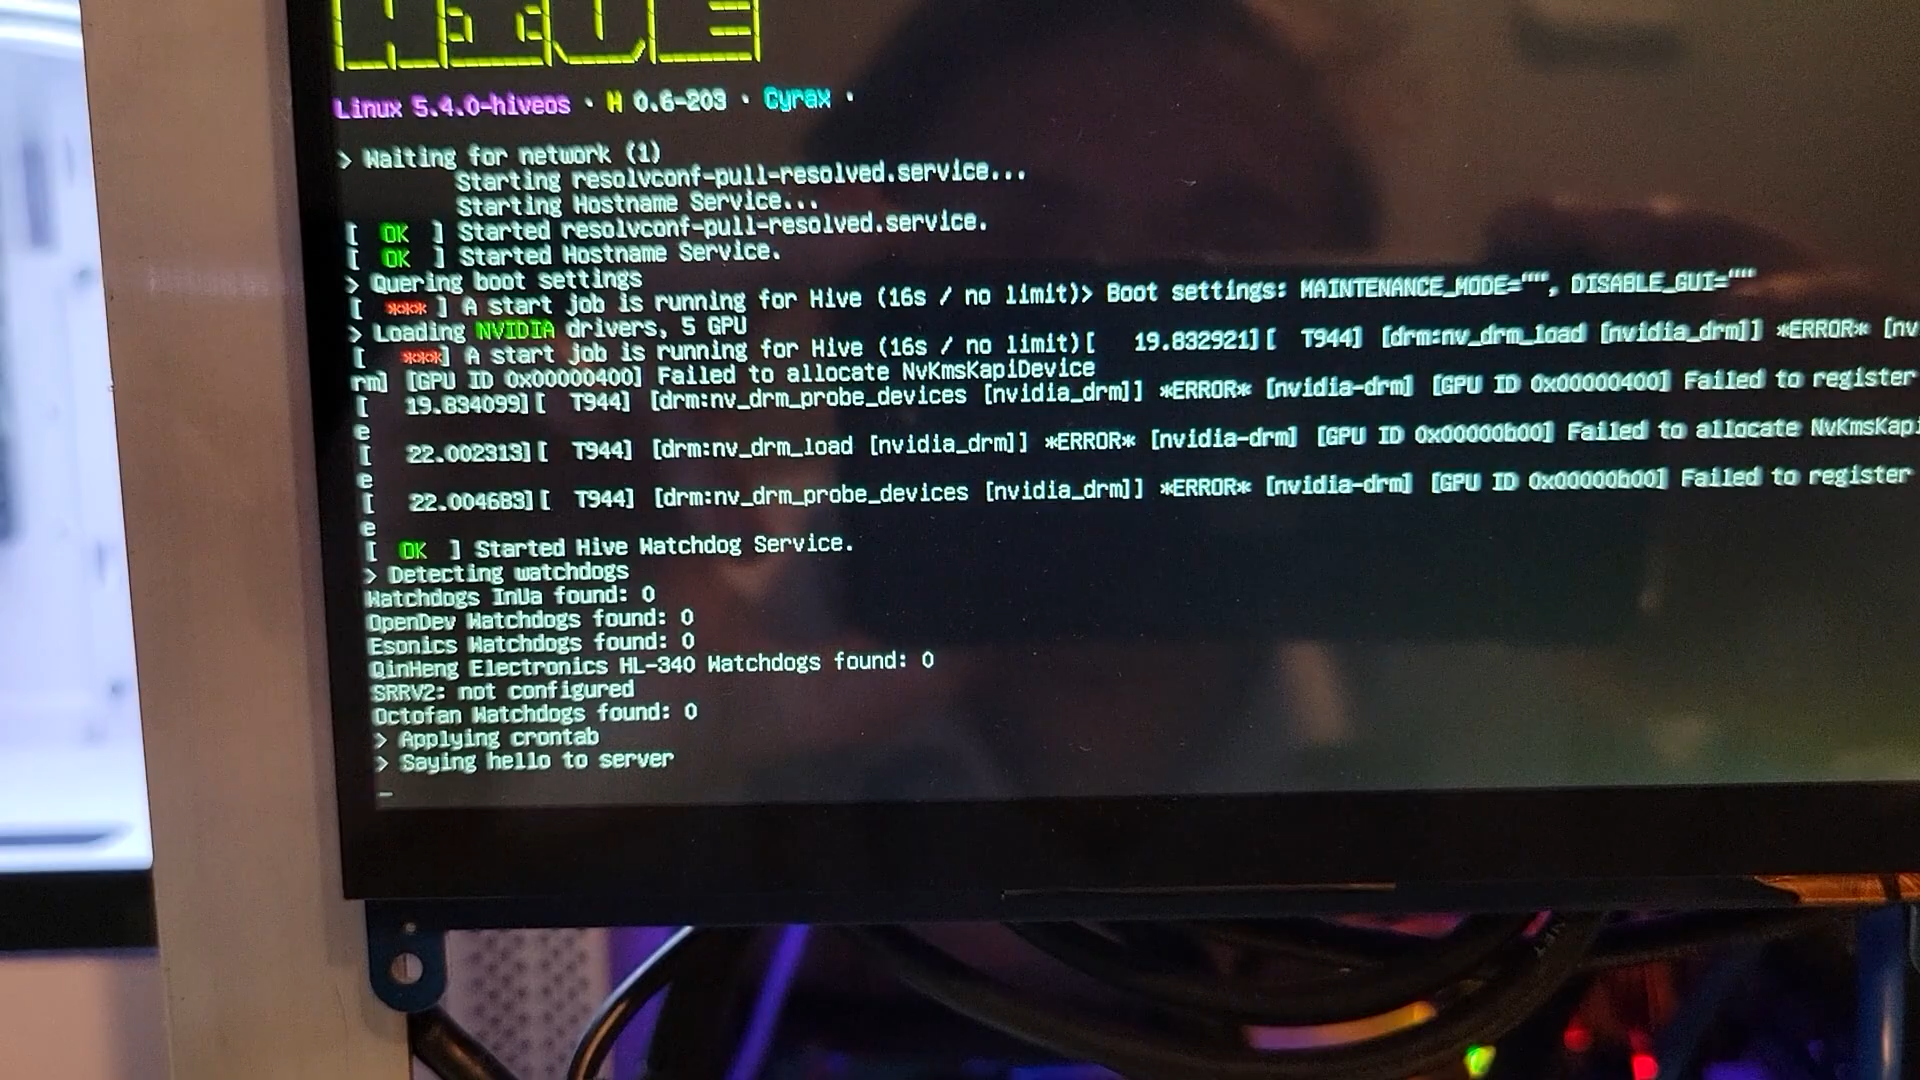 HIVE
Linux 5.4.0-hiveos · H 0.6-203 · Cyrax ·
> Waiting for network (1)
Starting resolvconf-pull-resolved.service...
Starting Hostname Service...
[ OK ] Started resolvconf-pull-resolved.service.
[ OK ] Started Hostname Service.
> Quering boot settings
[ *** ] A start job is running for Hive (16s / no limit)> Boot settings: MAINTENANCE_MODE="", DISABLE_GUI=""
> Loading NVIDIA drivers, 5 GPU
[ ***] A start job is running for Hive (16s / no limit)[ 19.832921][ T944] [drm:nv_drm_load [nvidia_drm]] *ERROR* [nv
rm] [GPU ID 0x00000400] Failed to allocate NvKmsKapiDevice
[ 19.834099][ T944] [drm:nv_drm_probe_devices [nvidia_drm]] *ERROR* [nvidia-drm] [GPU ID 0x00000400] Failed to register
e
[ 22.002313][ T944] [drm:nv_drm_load [nvidia_drm]] *ERROR* [nvidia-drm] [GPU ID 0x00000b00] Failed to allocate NvKmsKapi
e
[ 22.004683][ T944] [drm:nv_drm_probe_devices [nvidia_drm]] *ERROR* [nvidia-drm] [GPU ID 0x00000b00] Failed to register
e
[ OK ] Started Hive Watchdog Service.
> Detecting watchdogs
Watchdogs InUa found: 0
OpenDev Watchdogs found: 0
Esonics Watchdogs found: 0
QinHeng Electronics HL-340 Watchdogs found: 0
SRRV2: not configured
Octofan Watchdogs found: 0
> Applying crontab
> Saying hello to server
_